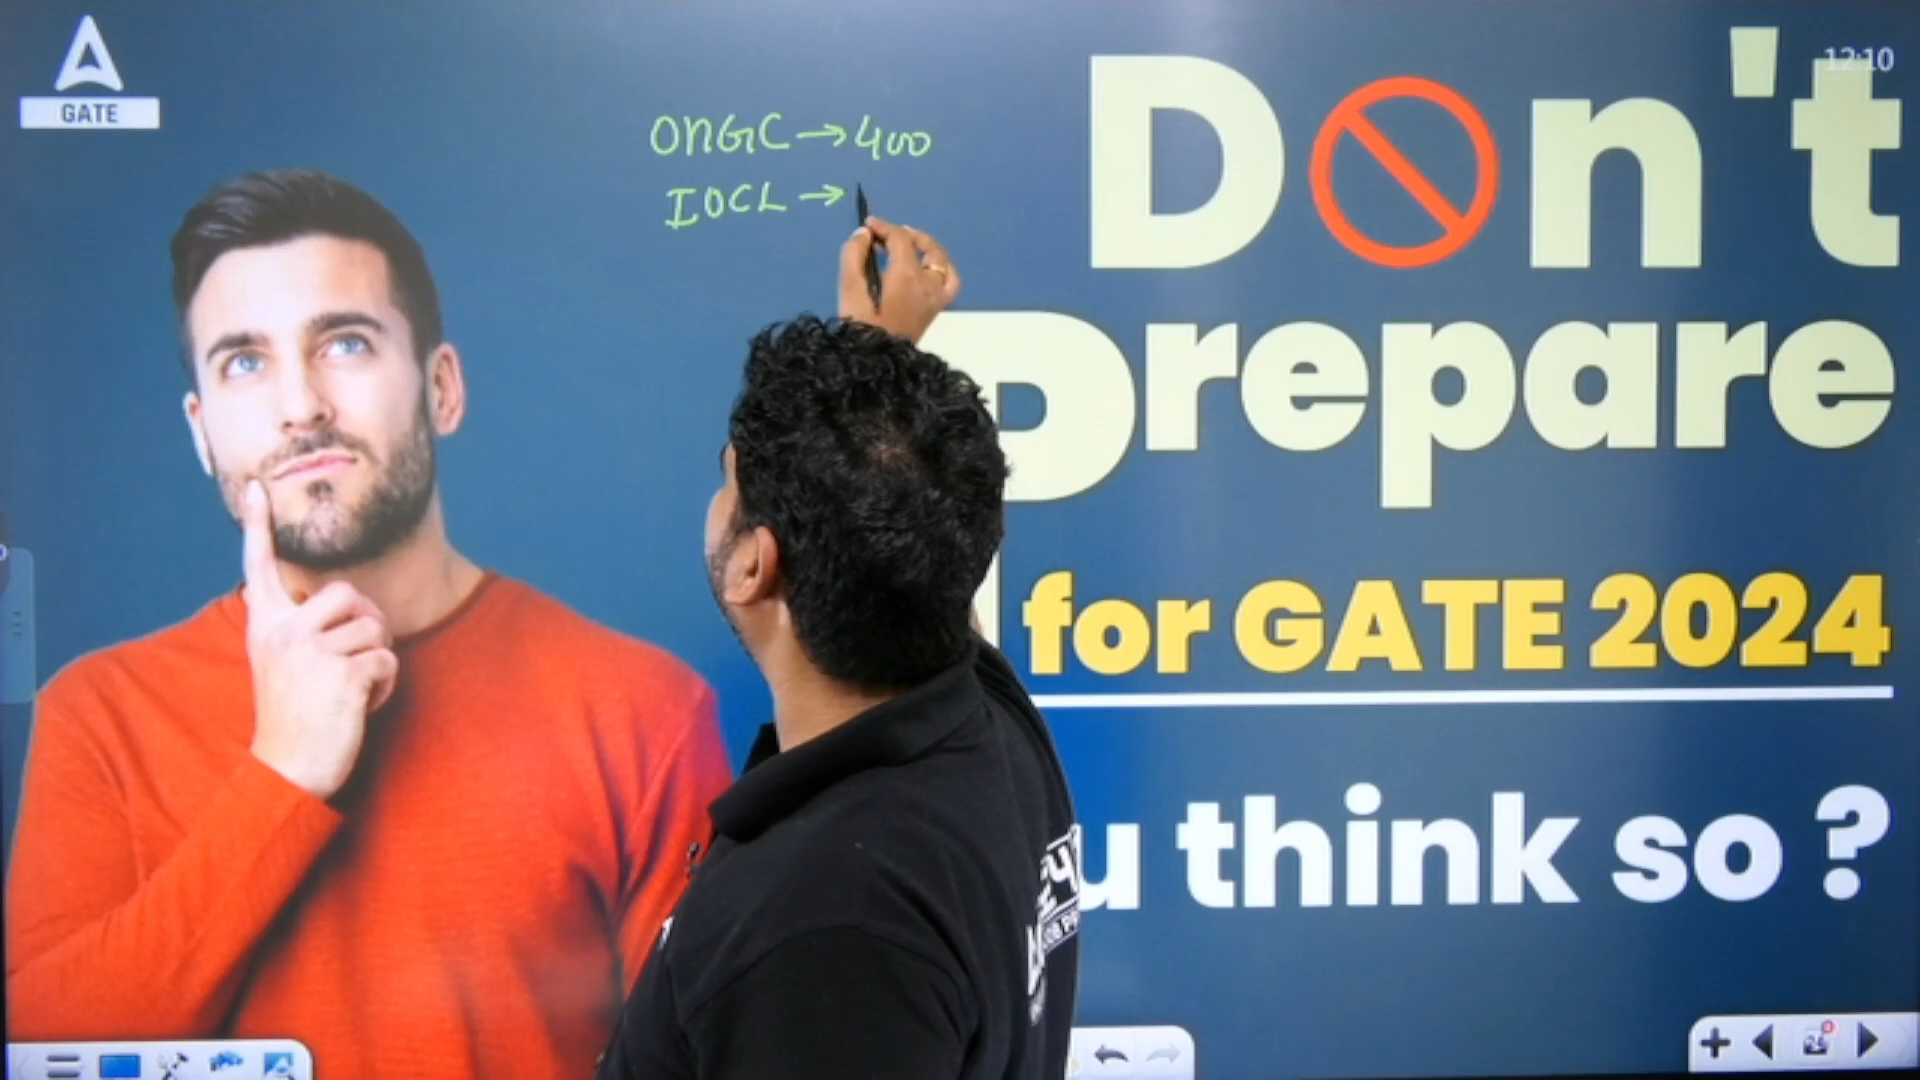 GATE
12:10
ONGC → 400
IOCL →
Don't
Prepare
for GATE 2024
u think so ?